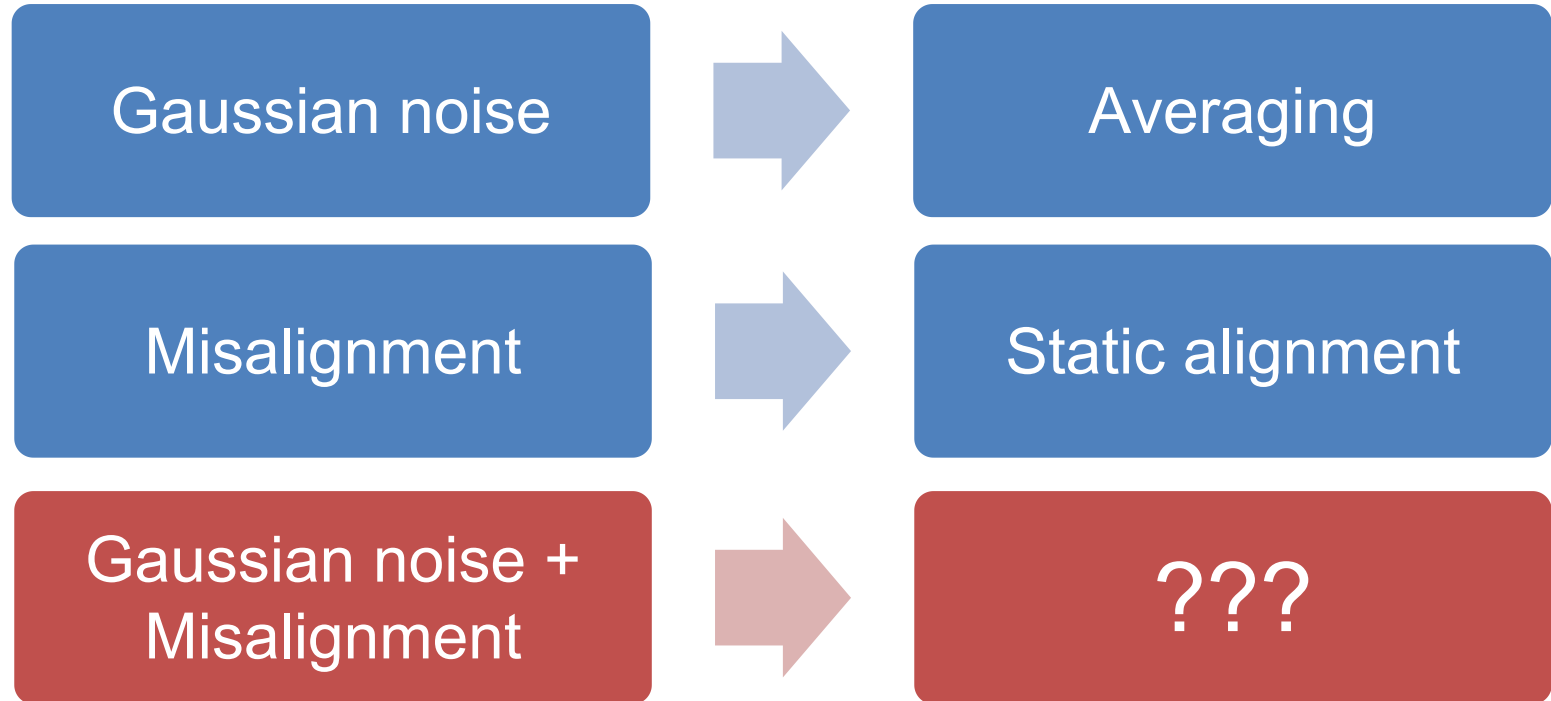 Gaussian noise
Averaging
Misalignment
Static alignment
Gaussian noise +
Misalignment
???